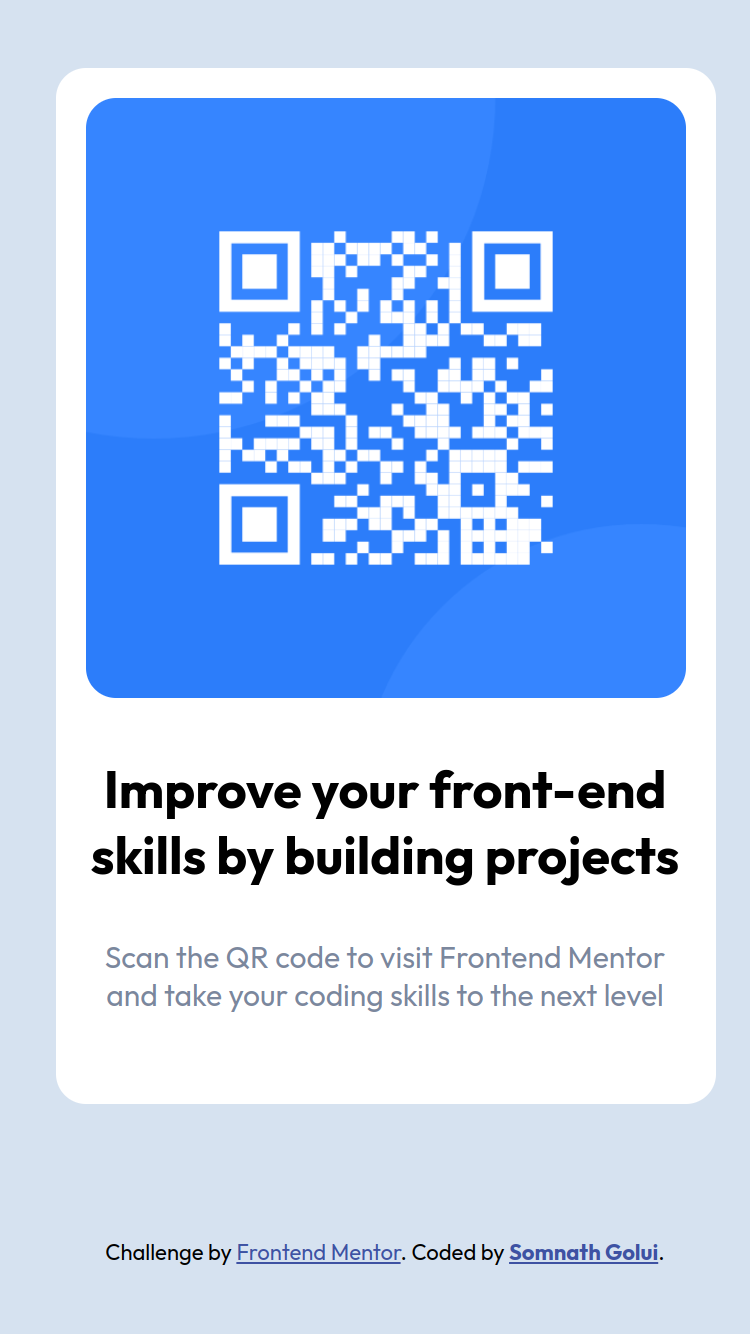 Improve your front-end
skills by building projects
Scan the QR code to visit Frontend Mentor
and take your coding skills to the next level
Challenge by Frontend Mentor. Coded by Somnath Golui.